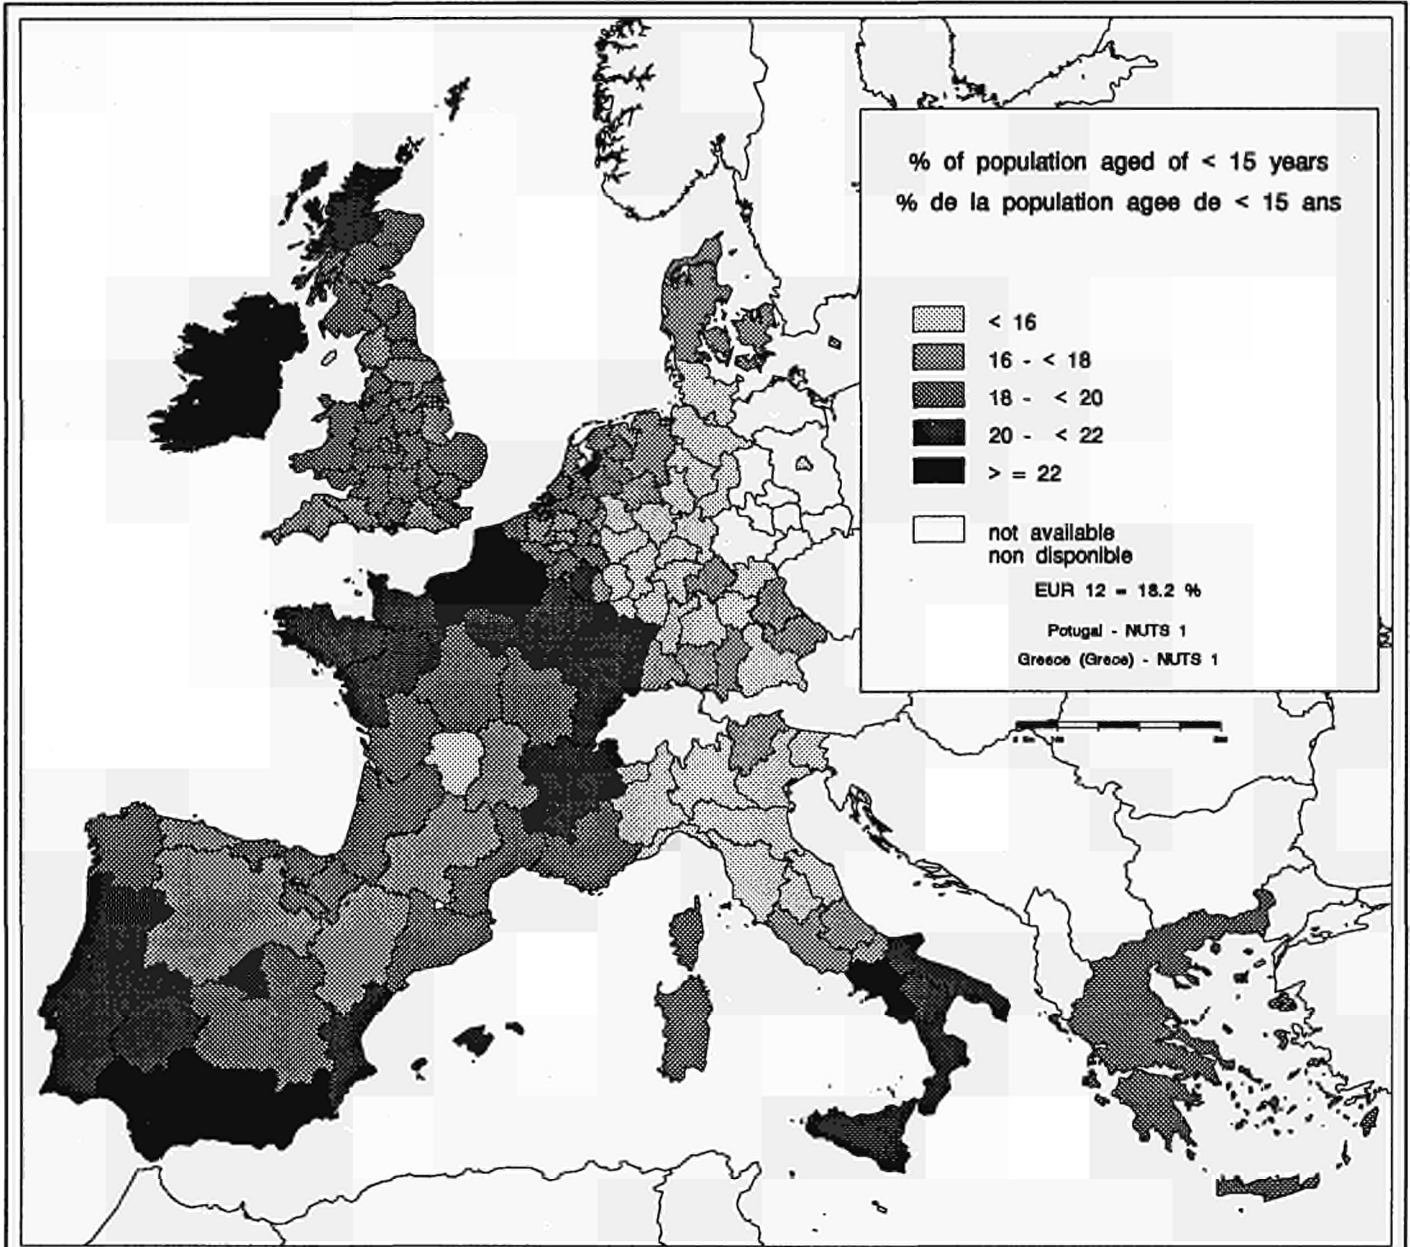 % of population aged of < 15 years
% de la population agee de < 15 ans
< 16
16 - < 18
18 - < 20
20 - < 22
> = 22
not available
non disponible
EUR 12 = 18.2 %
Potugal - NUTS 1
Greece (Grece) - NUTS 1